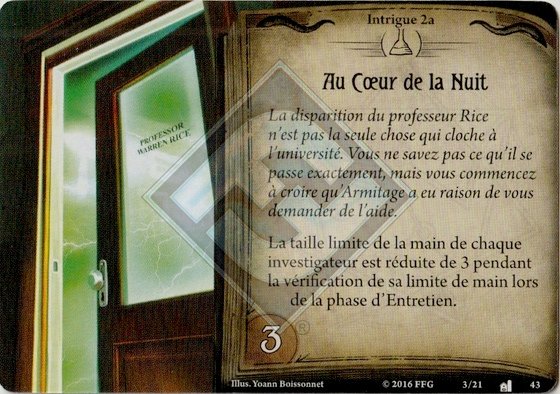 Intrigue 2a
Au Cœur de la Nuit
PROFESSOR
WARREN RICE
La disparition du professeur Rice
n'est pas la seule chose qui cloche à
l'université. Vous ne savez pas ce qu'il se
passe exactement, mais vous commencez
à croire qu'Armitage a eu raison de vous
demander de l'aide.
La taille limite de la main de chaque
investigateur est réduite de 3 pendant
la vérification de sa limite de main lors
de la phase d'Entretien.
3
®
Illus. Yoann Boissonnet
© 2016 FFG
3/21
43